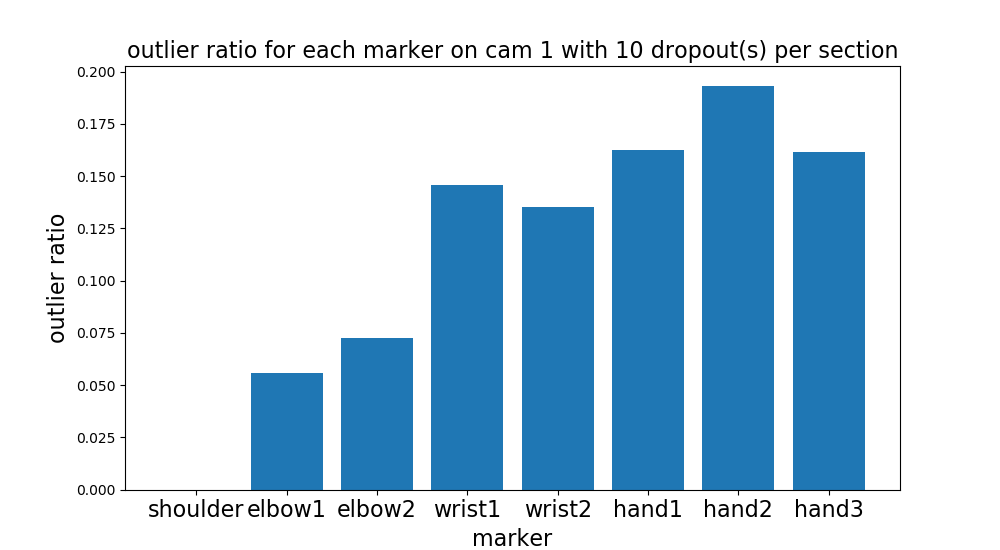 outlier ratio for each marker on cam 1 with 10 dropout(s) per section
0.200
0.175
0.150
0.125
0.100
0.075
0.050
0.025
0.000
outlier ratio
shoulder elbow1 elbow2 wrist1 wrist2 hand1 hand2 hand3
marker